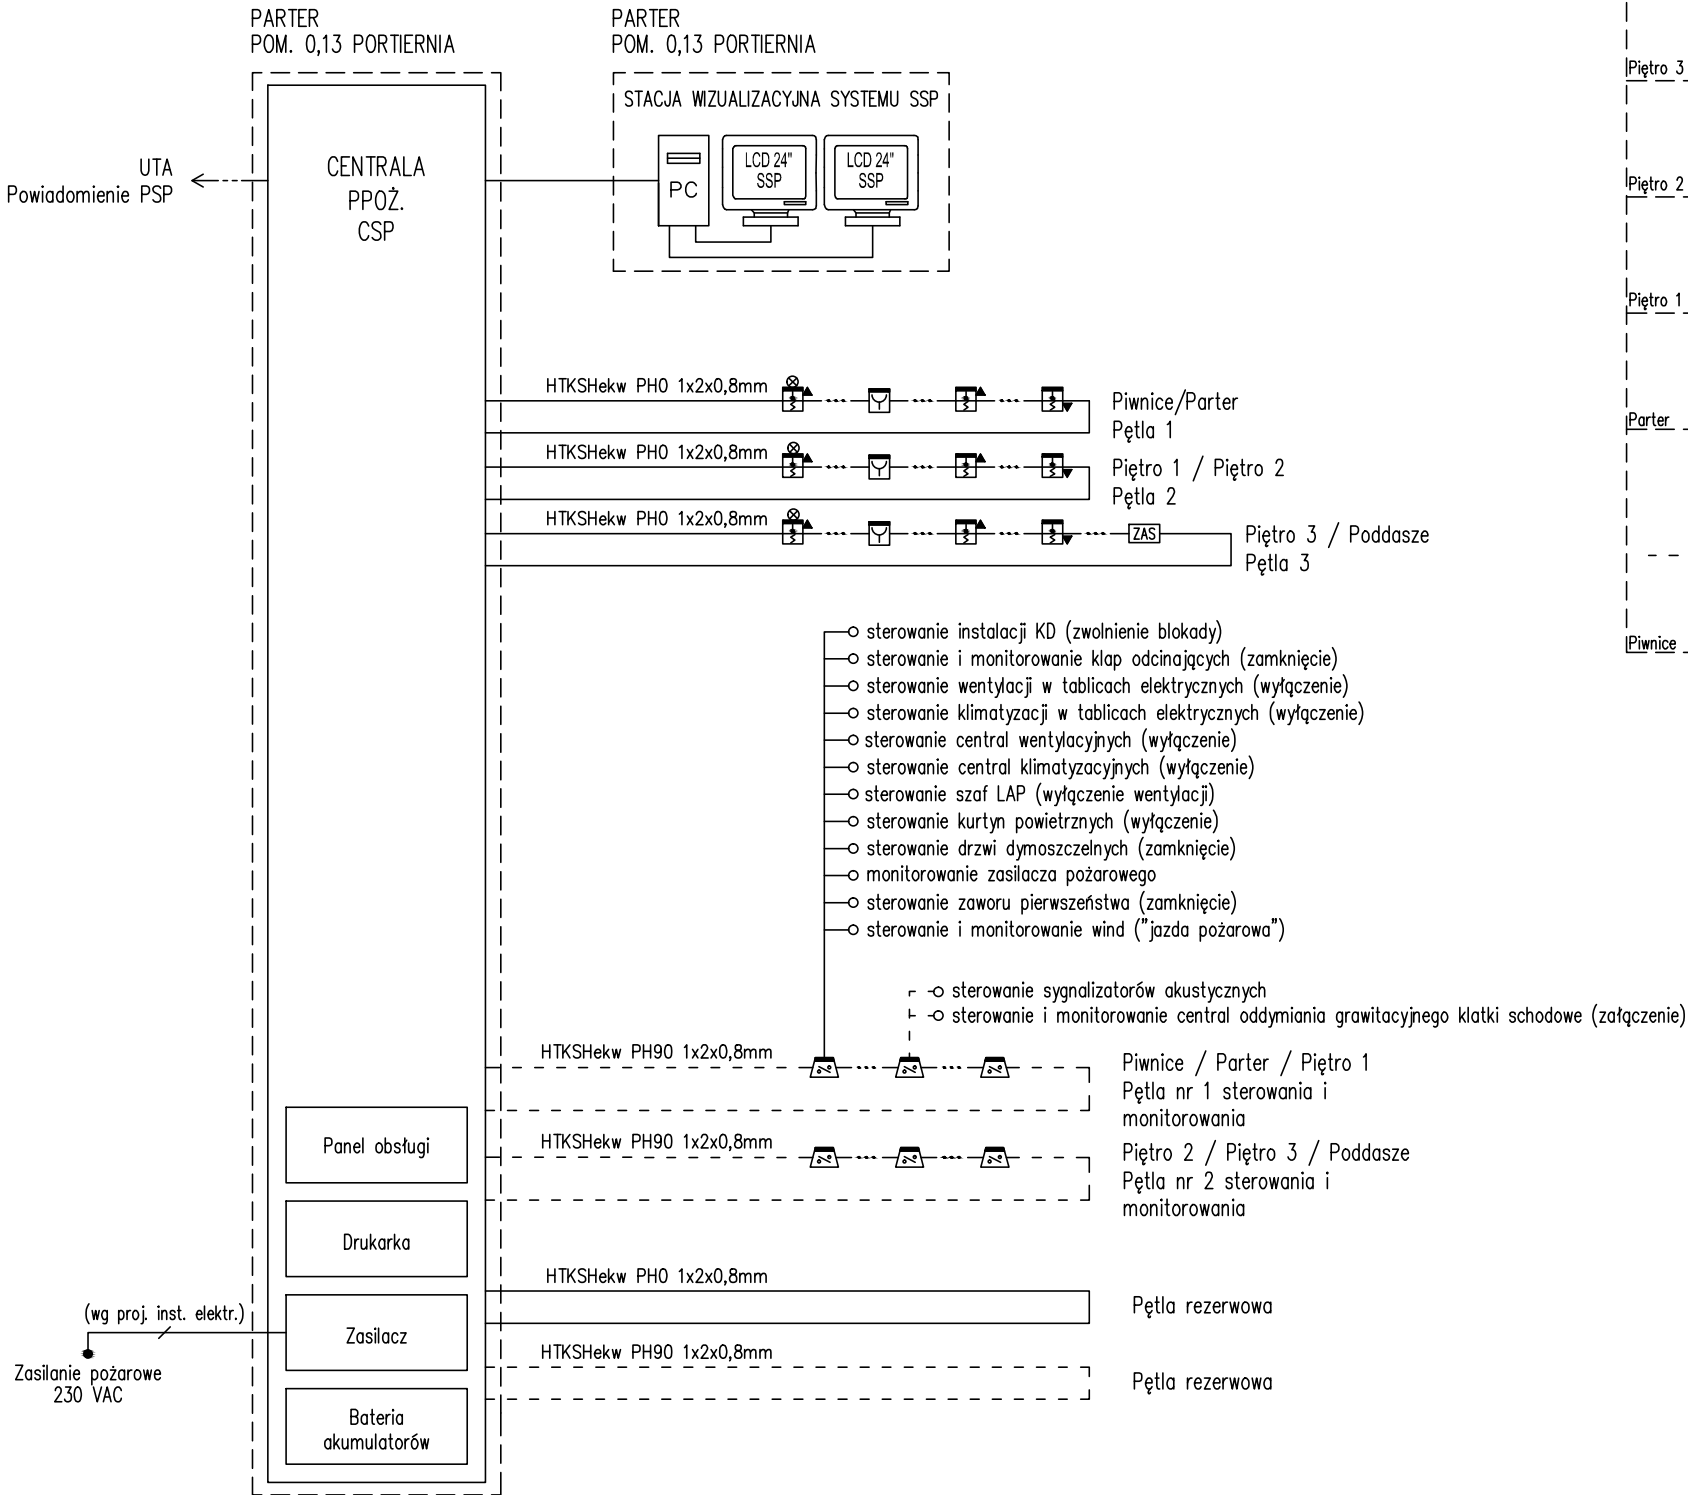 PARTER
POM. 0,13 PORTIERNIA
PARTER
POM. 0,13 PORTIERNIA
STACJA WIZUALIZACYJNA SYSTEMU SSP
LCD 24"
SSP
LCD 24"
SSP
PC
UTA
Powiadomienie PSP
CENTRALA
PPOŻ.
CSP
Piętro 3
Piętro 2
Piętro 1
Parter
Piwnice
HTKSHekw PH0 1x2x0,8mm
Piwnice/Parter
Pętla 1
HTKSHekw PH0 1x2x0,8mm
Piętro 1 / Piętro 2
Pętla 2
HTKSHekw PH0 1x2x0,8mm
ZAS
Piętro 3 / Poddasze
Pętla 3
sterowanie instalacji KD (zwolnienie blokady)
sterowanie i monitorowanie klap odcinających (zamknięcie)
sterowanie wentylacji w tablicach elektrycznych (wyłączenie)
sterowanie klimatyzacji w tablicach elektrycznych (wyłączenie)
sterowanie central wentylacyjnych (wyłączenie)
sterowanie central klimatyzacyjnych (wyłączenie)
sterowanie szaf LAP (wyłączenie wentylacji)
sterowanie kurtyn powietrznych (wyłączenie)
sterowanie drzwi dymoszczelnych (zamknięcie)
monitorowanie zasilacza pożarowego
sterowanie zaworu pierwszeństwa (zamknięcie)
sterowanie i monitorowanie wind ("jazda pożarowa")
sterowanie sygnalizatorów akustycznych
sterowanie i monitorowanie central oddymiania grawitacyjnego klatki schodowe (załączenie)
HTKSHekw PH90 1x2x0,8mm
Piwnice / Parter / Piętro 1
Pętla nr 1 sterowania i
monitorowania
HTKSHekw PH90 1x2x0,8mm
Piętro 2 / Piętro 3 / Poddasze
Pętla nr 2 sterowania i
monitorowania
Panel obsługi
Drukarka
Zasilacz
Bateria
akumulatorów
HTKSHekw PH0 1x2x0,8mm
Pętla rezerwowa
HTKSHekw PH90 1x2x0,8mm
Pętla rezerwowa
(wg proj. inst. elektr.)
Zasilanie pożarowe
230 VAC